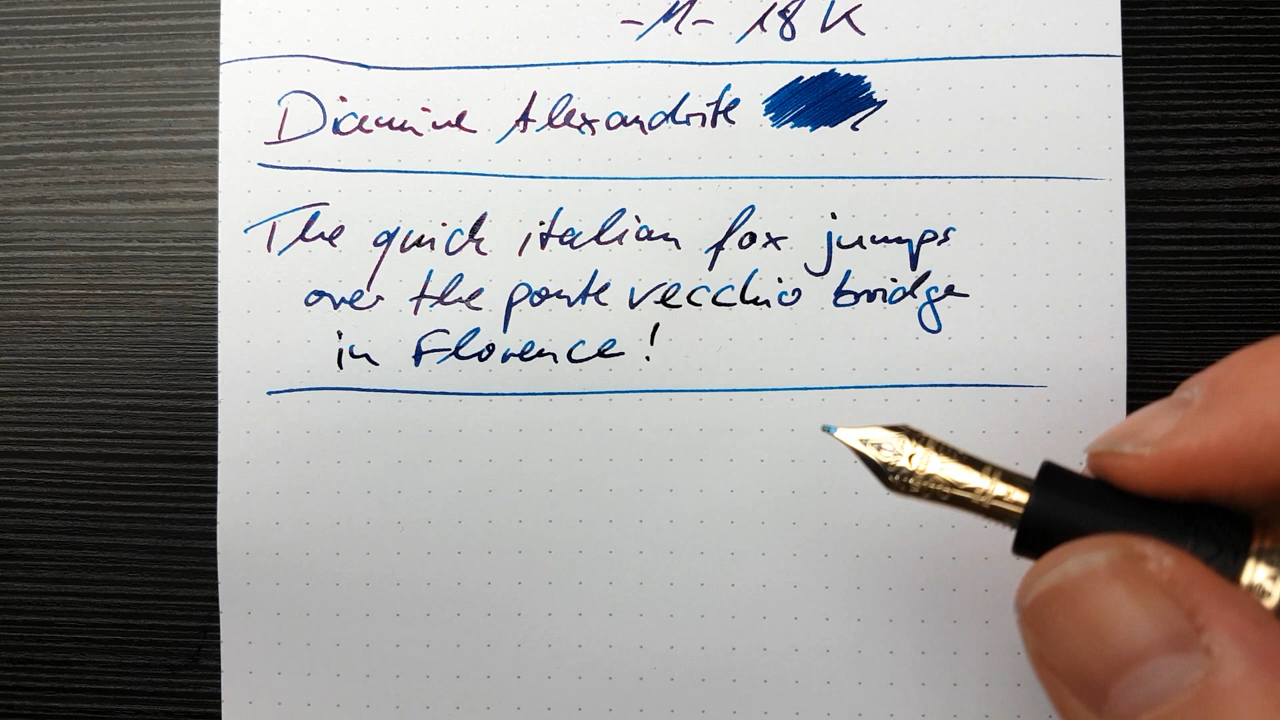 -M- 18K
Diamine Alexandrite
The quick italian fox jumps
over the ponte vecchio bridge
in Florence!